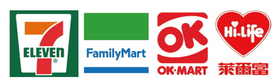 7
ELEVEN
FamilyMart
OK
OK•MART
Hi-Life
萊爾富